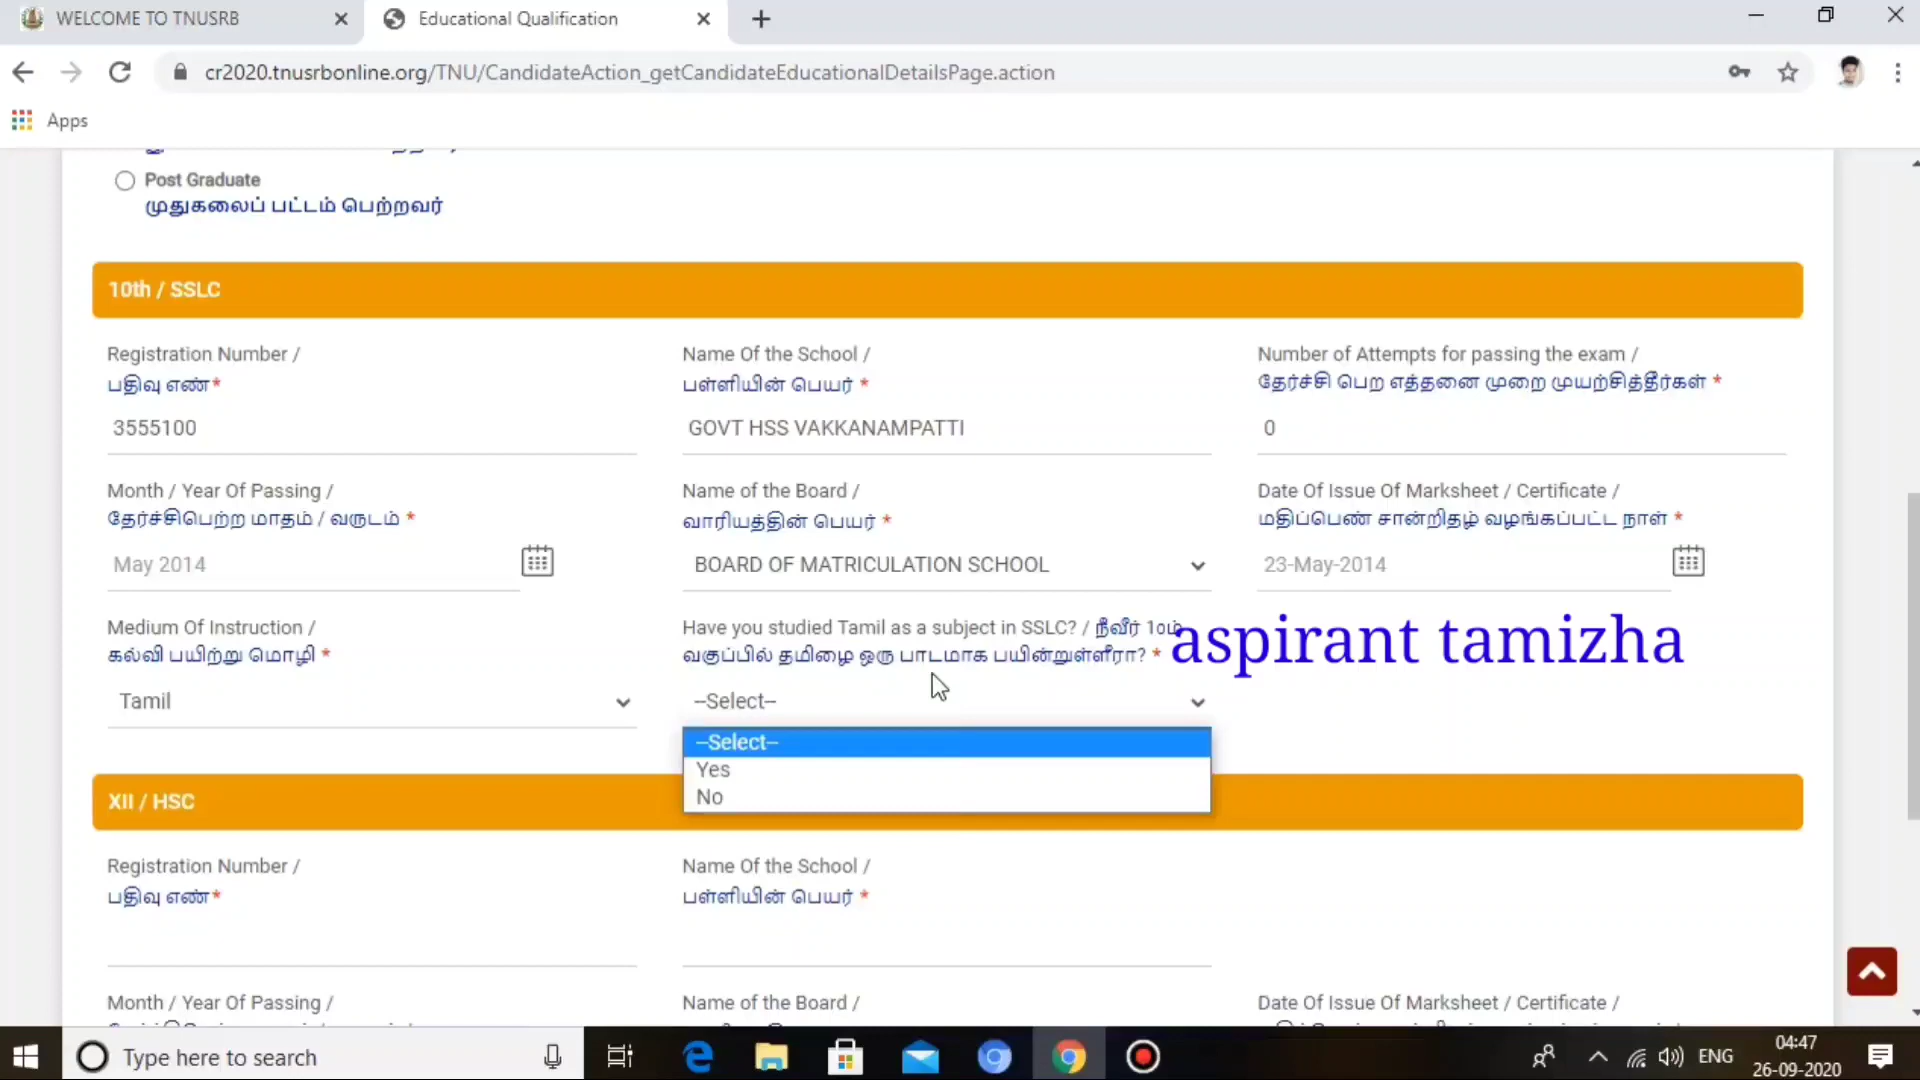 WELCOME TO TNUSRB
Educational Qualification
cr2020.tnusrbonline.org/TNU/CandidateAction_getCandidateEducationalDetailsPage.action
Apps
Post Graduate
முதுகலைப் பட்டம் பெற்றவர்
10th / SSLC
Registration Number /
பதிவு எண்*
3555100
Name Of the School /
பள்ளியின் பெயர் *
GOVT HSS VAKKANAMPATTI
Number of Attempts for passing the exam /
தேர்ச்சி பெற எத்தனை முறை முயற்சித்தீர்கள் *
0
Month / Year Of Passing /
தேர்ச்சிபெற்ற மாதம் / வருடம் *
May 2014
Name of the Board /
வாரியத்தின் பெயர் *
BOARD OF MATRICULATION SCHOOL
Date Of Issue Of Marksheet / Certificate /
மதிப்பெண் சான்றிதழ் வழங்கப்பட்ட நாள் *
23-May-2014
Medium Of Instruction /
கல்வி பயிற்று மொழி *
Tamil
Have you studied Tamil as a subject in SSLC? / நீவீர் 10ம்
வகுப்பில் தமிழை ஒரு பாடமாக பயின்றுள்ளீரா? *
--Select--
--Select--
Yes
No
aspirant tamizha
XII / HSC
Registration Number /
பதிவு எண்*
Name Of the School /
பள்ளியின் பெயர் *
Month / Year Of Passing /
Name of the Board /
Date Of Issue Of Marksheet / Certificate /
Type here to search
ENG
04:47
26-09-2020